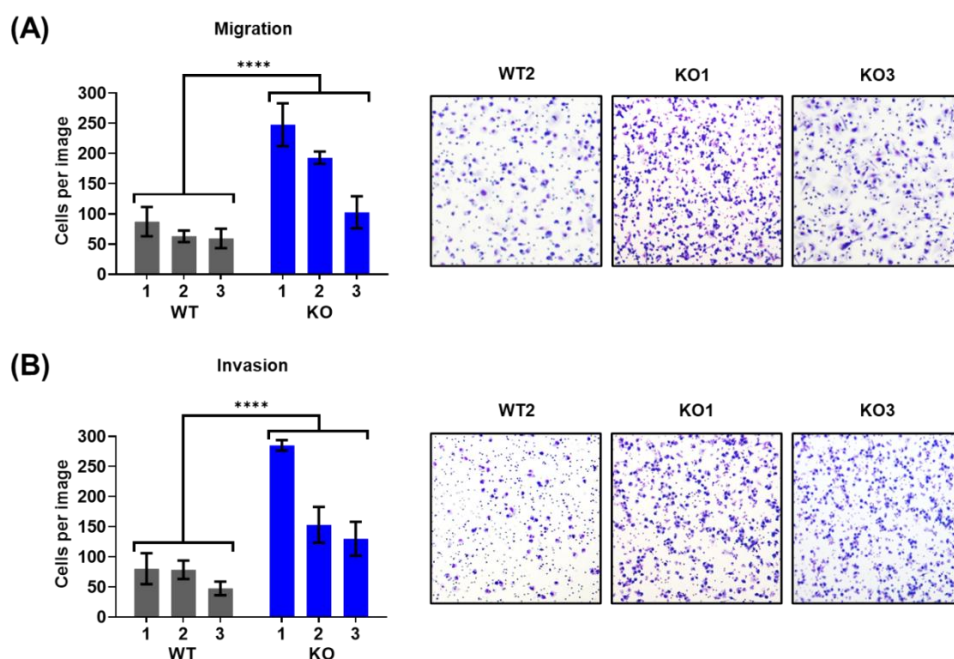 (A)
Migration
****
Cells per image
300
250
200
150
100
50
0
1 2 3 1 2 3
WT KO
WT2 KO1 KO3
(B)
Invasion
****
Cells per image
300
250
200
150
100
50
0
1 2 3 1 2 3
WT KO
WT2 KO1 KO3